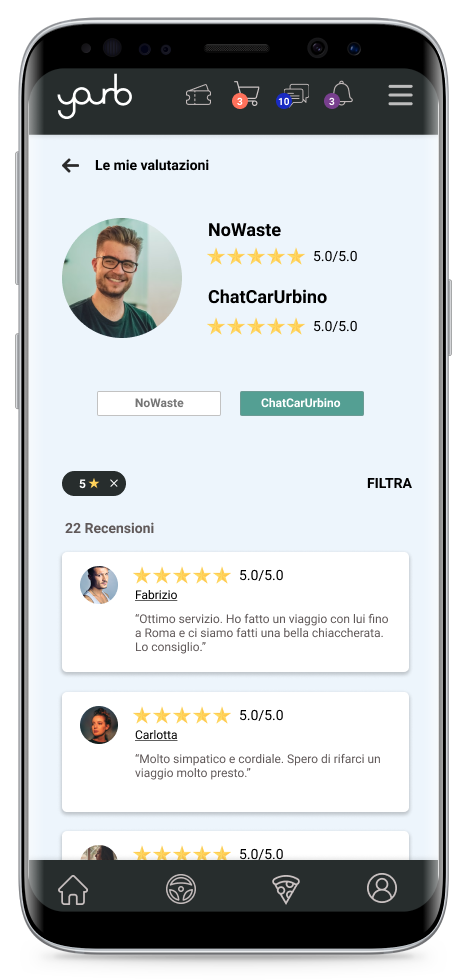 yourb
3
10
3
Le mie valutazioni
NoWaste
5.0/5.0
ChatCarUrbino
5.0/5.0
NoWaste
ChatCarUrbino
5
FILTRA
22 Recensioni
5.0/5.0
Fabrizio
“Ottimo servizio. Ho fatto un viaggio con lui fino
a Roma e ci siamo fatti una bella chiaccherata.
Lo consiglio.”
5.0/5.0
Carlotta
“Molto simpatico e cordiale. Spero di rifarci un
viaggio molto presto.”
5.0/5.0